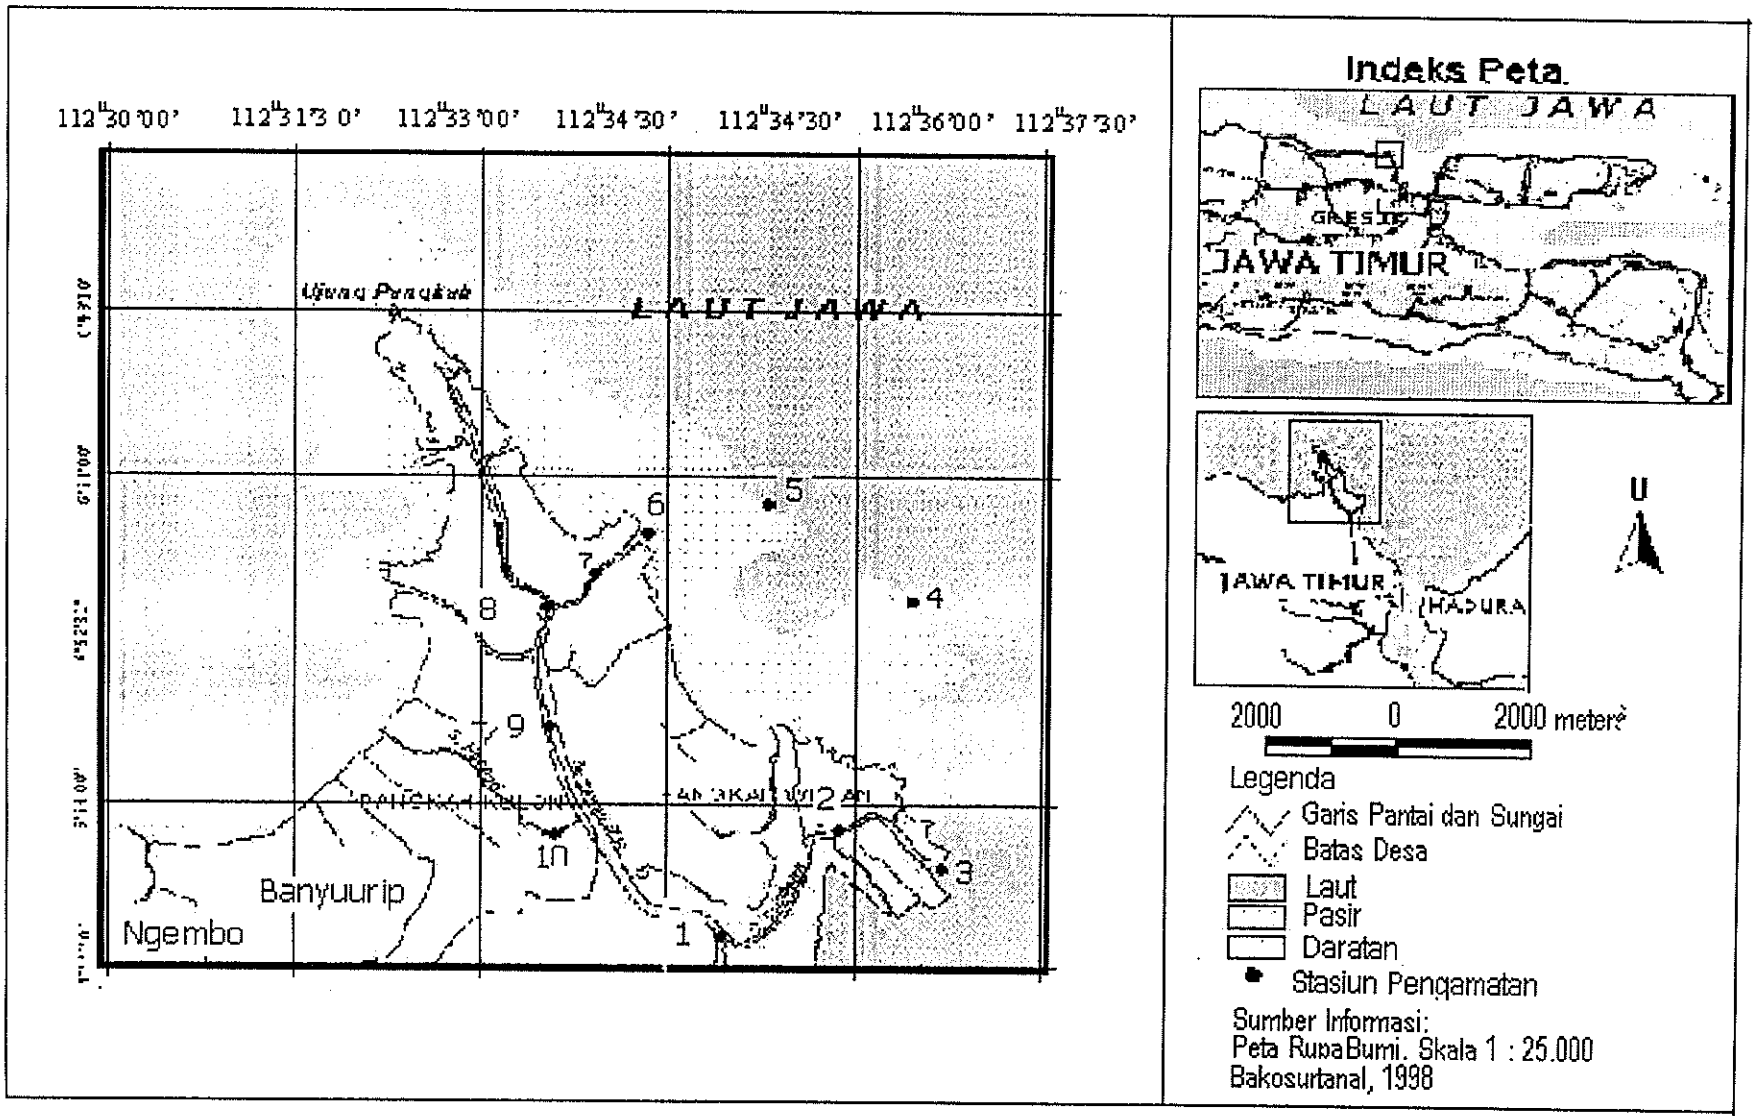 Indeks Peta
LAUT JAWA
GRESIK
JAWA TIMUR
112 30 00' 112 31'3 0' 112 33'00' 112 34'30' 112 34'30' 112 36'00' 112 37'30'
Ujung Pangkah
LAUT JAWA
6
5
7
8
4
9
2
10
3
Banyuurip
Ngembo
1
U
JAWA TIMUR
MADURA
2000 0 2000 meters
Legenda
Garis Pantai dan Sungai
Batas Desa
Laut
Pasir
Daratan
Stasiun Pengamatan
Sumber Informasi:
Peta RupaBumi. Skala 1 : 25.000
Bakosurtanal, 1998